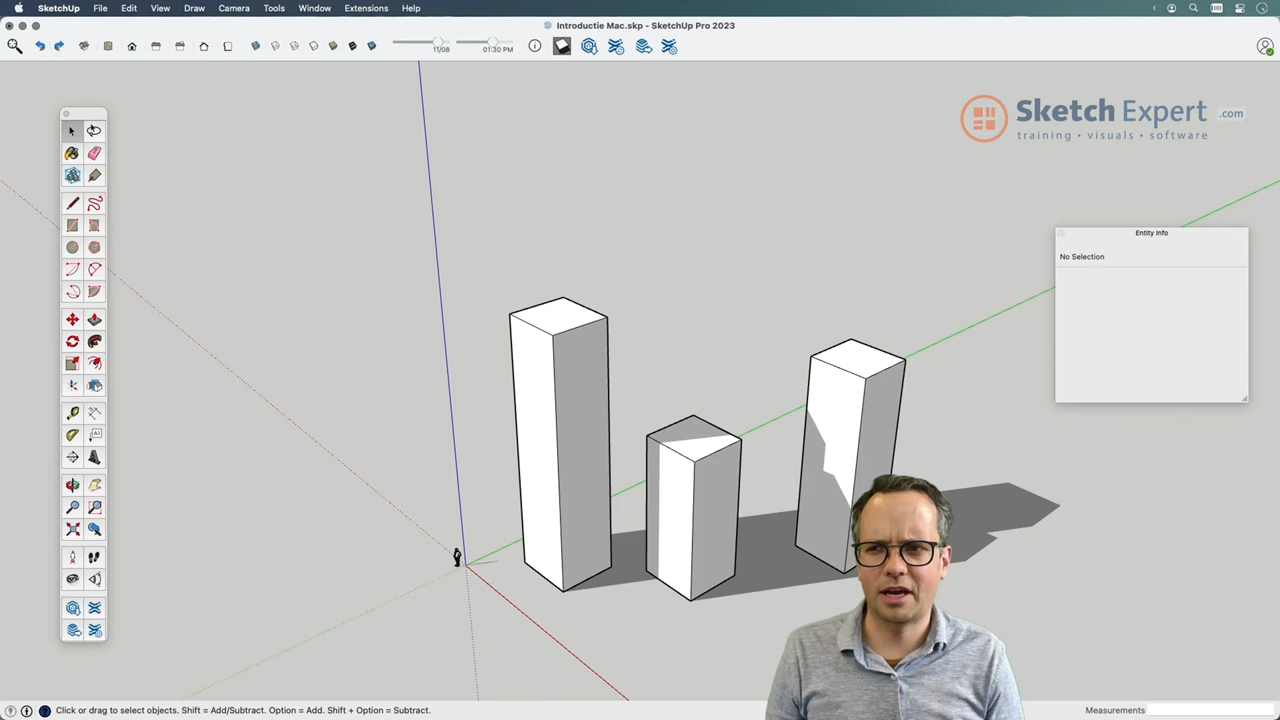 SketchUp File Edit View Draw Camera Tools Window Extensions Help
Introductie Mac.skp - SketchUp Pro 2023
11/08 01:30 PM
Sketch Expert .com
training • visuals • software
Entity Info
No Selection
Click or drag to select objects. Shift = Add/Subtract. Option = Add. Shift + Option = Subtract.
Measurements